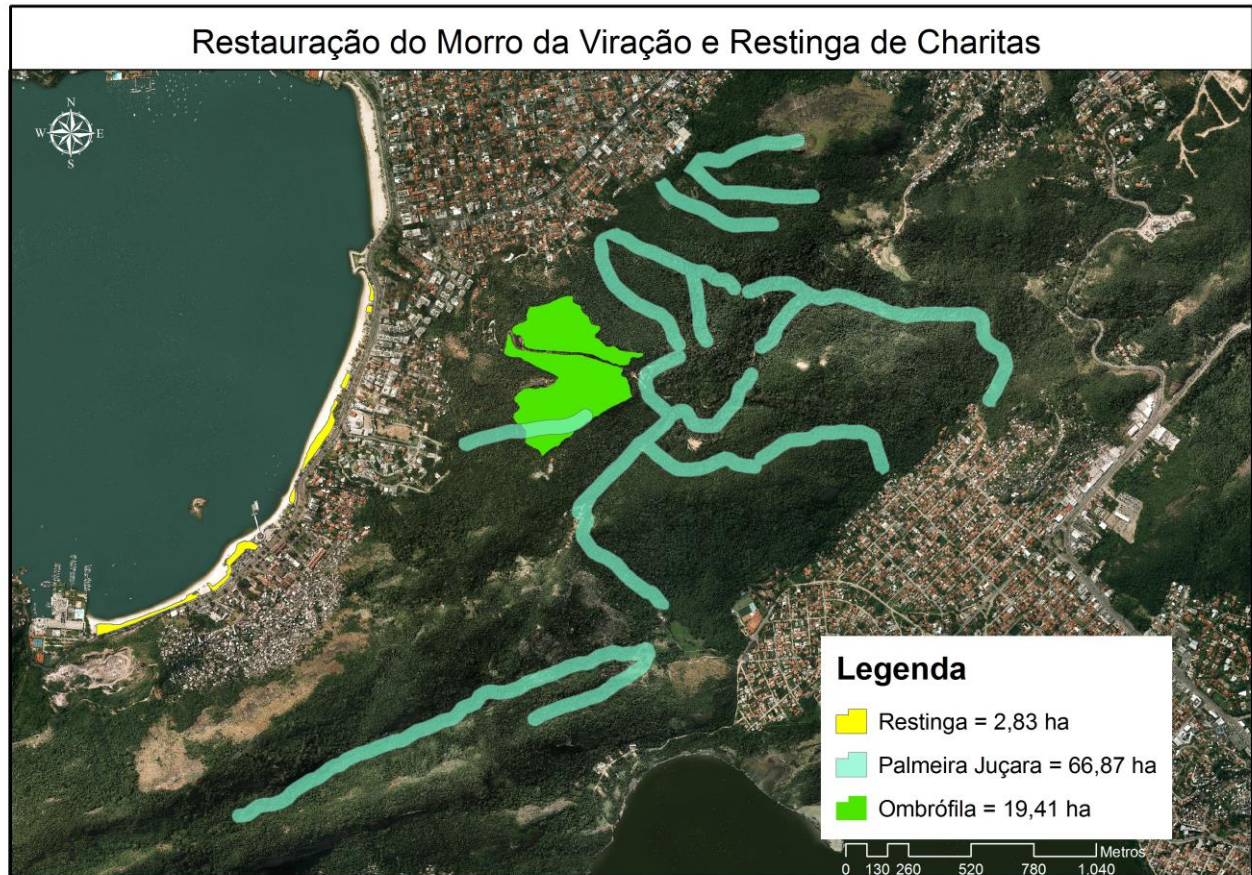 Restauração do Morro da Viração e Restinga de Charitas
N
W E
S
Legenda
Restinga = 2,83 ha
Palmeira Juçara = 66,87 ha
Ombrófila = 19,41 ha
Metros
0 130 260 520 780 1.040